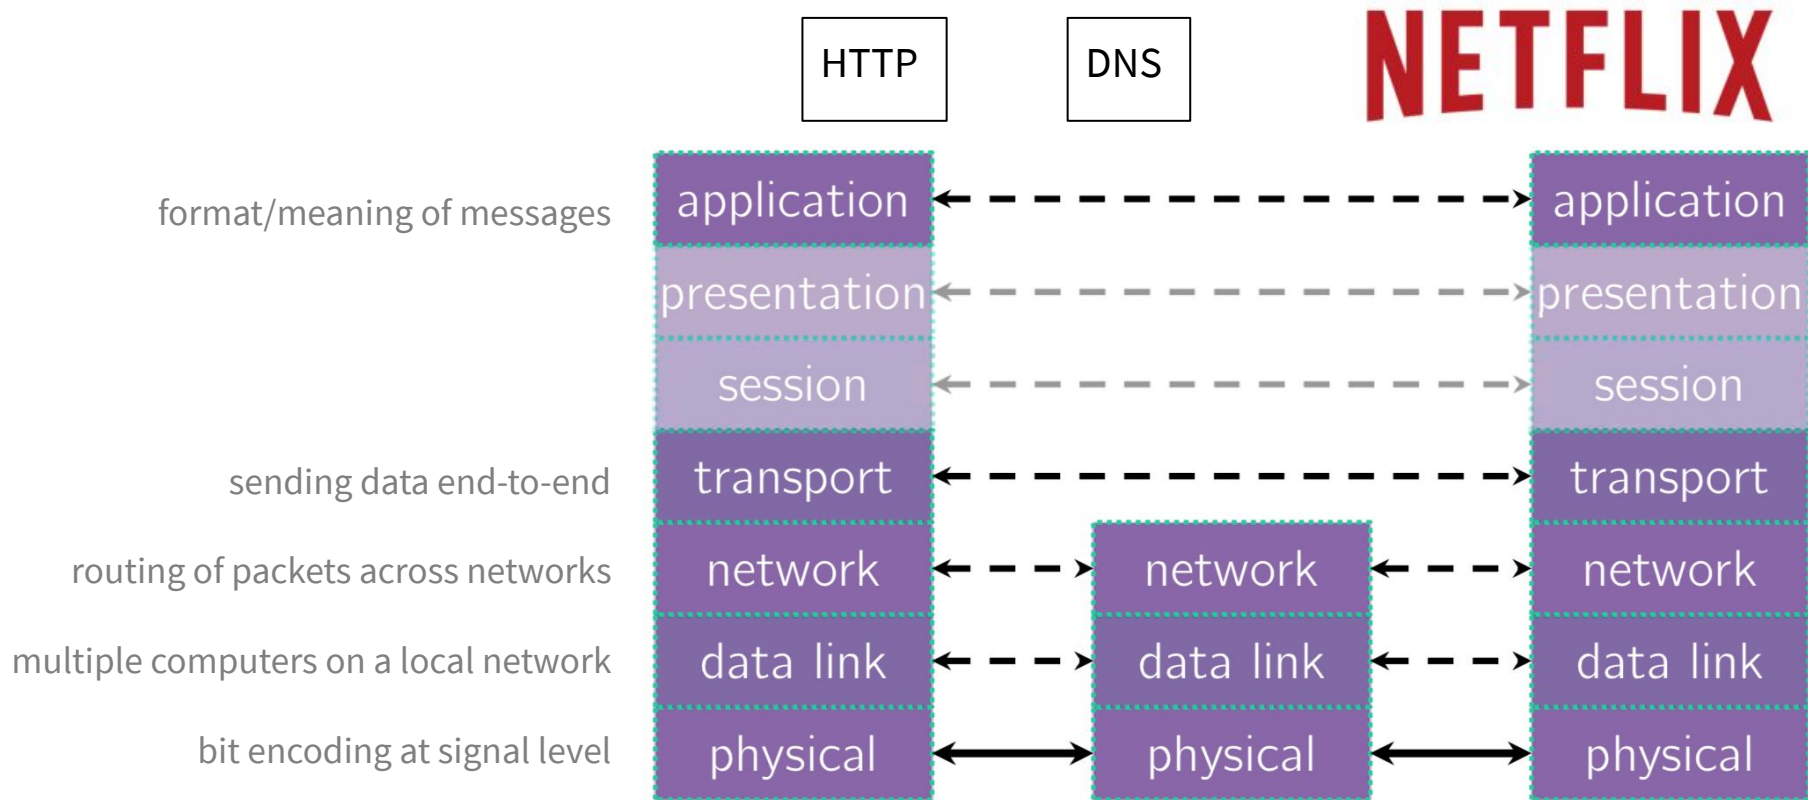 HTTP
DNS
NETFLIX
format/meaning of messages
application
application
presentation
presentation
session
session
sending data end-to-end
transport
transport
routing of packets across networks
network
network
network
multiple computers on a local network
data link
data link
data link
bit encoding at signal level
physical
physical
physical